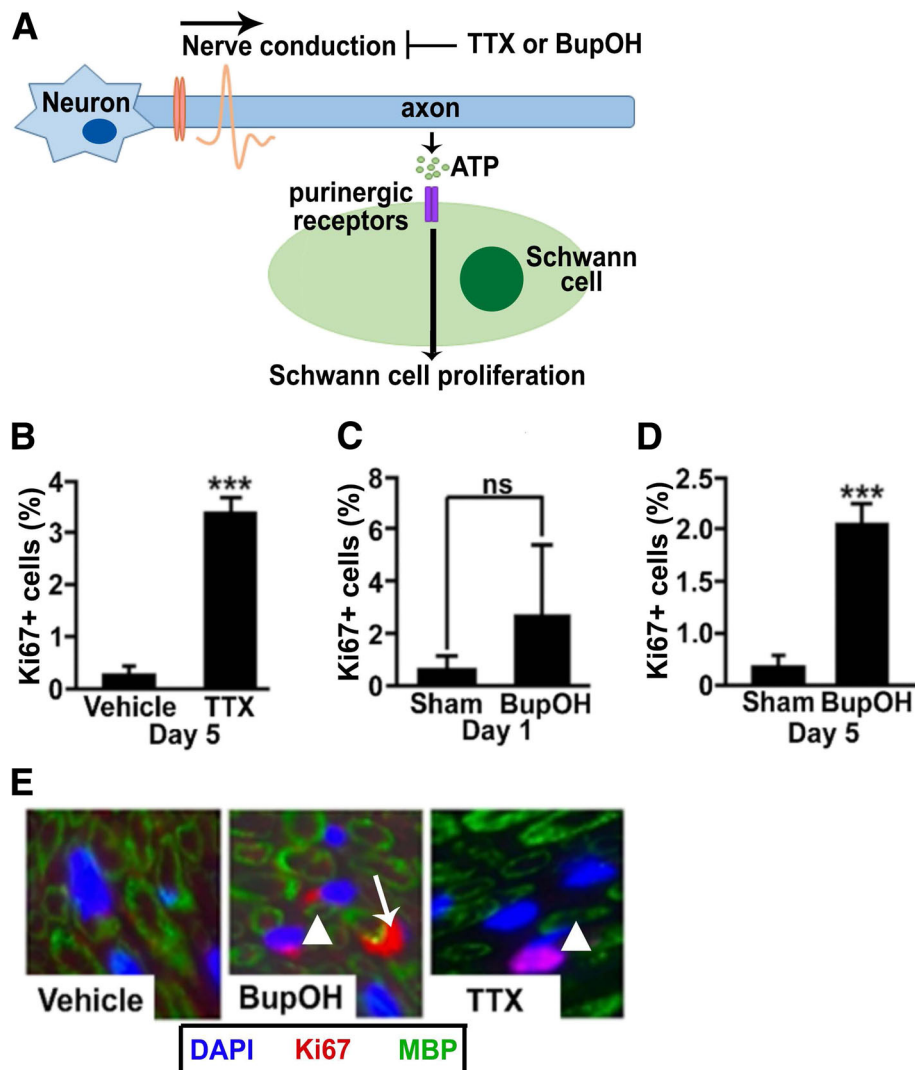 A
Nerve conduction
TTX or BupOH
Neuron
axon
ATP
purinergic
receptors
Schwann
cell
Schwann cell proliferation
B
Ki67+ cells (%)
4
3
2
1
0
***
Vehicle TTX
Day 5
C
Ki67+ cells (%)
8
6
4
2
0
ns
Sham BupOH
Day 1
D
Ki67+ cells (%)
2.5
2.0
1.5
1.0
0
***
Sham BupOH
Day 5
E
Vehicle
BupOH
TTX
DAPI Ki67 MBP